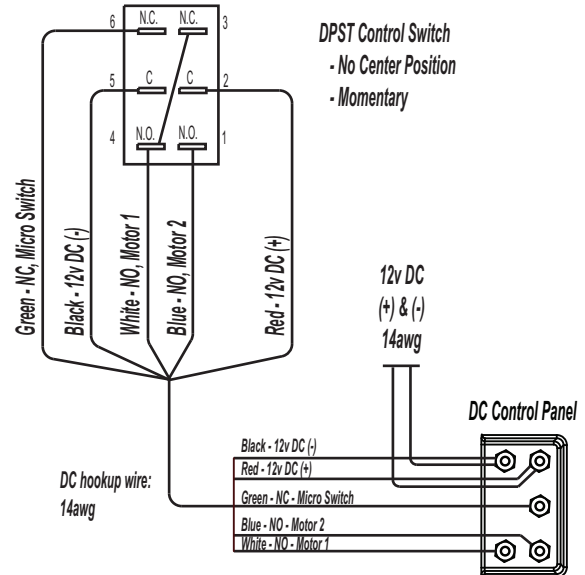 6 N.C. N.C. 3
5 C C 2
4 N.O. N.O. 1
DPST Control Switch
- No Center Position
- Momentary
Green - NC, Micro Switch
Black - 12v DC (-)
White - NO, Motor 1
Blue - NO, Motor 2
Red - 12v DC (+)
12v DC
(+) & (-)
14awg
DC Control Panel
DC hookup wire:
14awg
Black - 12v DC (-)
Red - 12v DC (+)
Green - NC - Micro Switch
Blue - NO - Motor 2
White - NO - Motor 1